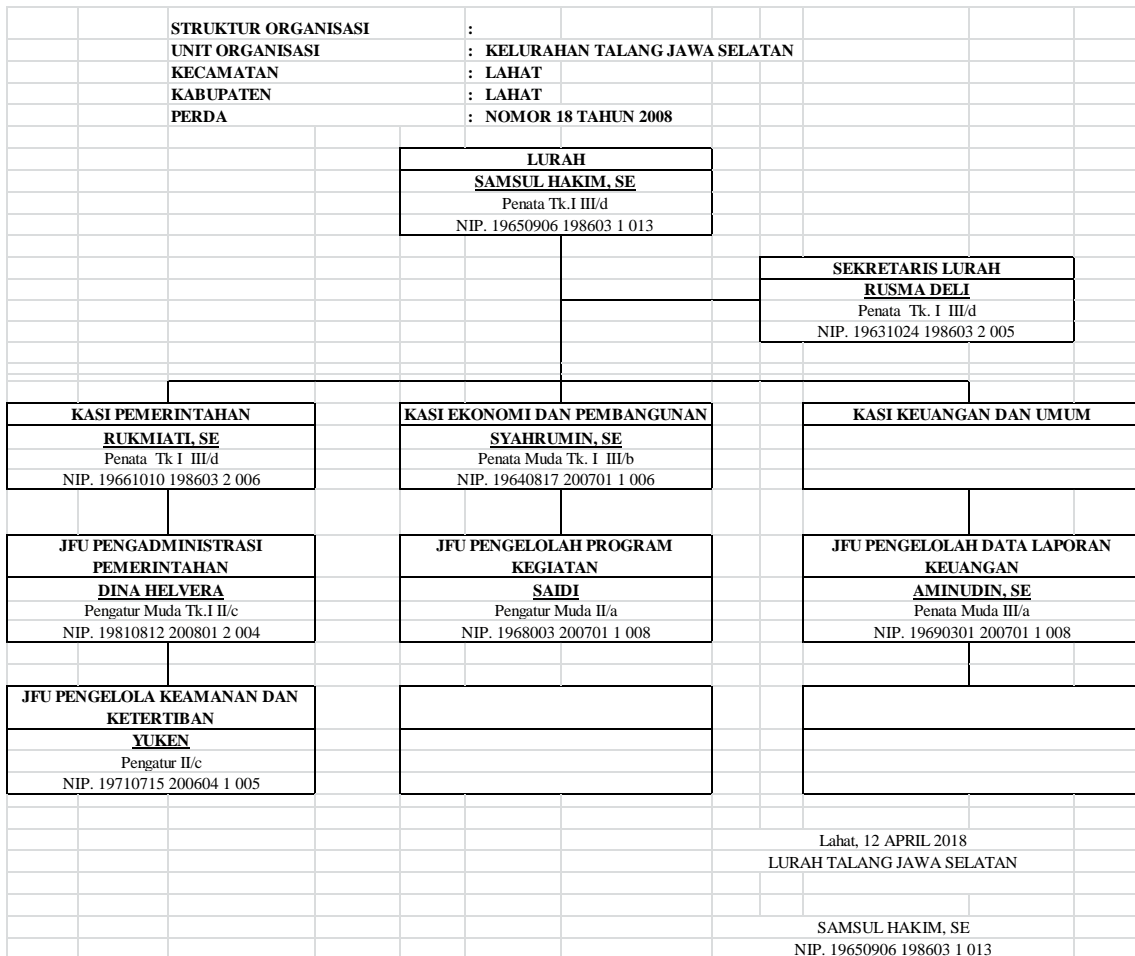 STRUKTUR ORGANISASI :
UNIT ORGANISASI : KELURAHAN TALANG JAWA SELATAN
KECAMATAN : LAHAT
KABUPATEN : LAHAT
PERDA : NOMOR 18 TAHUN 2008
LURAH
SAMSUL HAKIM, SE
Penata Tk.I III/d
NIP. 19650906 198603 1 013
SEKRETARIS LURAH
RUSMA DELI
Penata Tk. I III/d
NIP. 19631024 198603 2 005
KASI PEMERINTAHAN
RUKMIATI, SE
Penata Tk I III/d
NIP. 19661010 198603 2 006
KASI EKONOMI DAN PEMBANGUNAN
SYAHRUMIN, SE
Penata Muda Tk. I III/b
NIP. 19640817 200701 1 006
KASI KEUANGAN DAN UMUM
JFU PENGADMINISTRASI
PEMERINTAHAN
DINA HELVERA
Pengatur Muda Tk.I II/c
NIP. 19810812 200801 2 004
JFU PENGELOLAH PROGRAM
KEGIATAN
SAIDI
Pengatur Muda II/a
NIP. 1968003 200701 1 008
JFU PENGELOLAH DATA LAPORAN
KEUANGAN
AMINUDIN, SE
Penata Muda III/a
NIP. 19690301 200701 1 008
JFU PENGELOLA KEAMANAN DAN
KETERTIBAN
YUKEN
Pengatur II/c
NIP. 19710715 200604 1 005
Lahat, 12 APRIL 2018
LURAH TALANG JAWA SELATAN
SAMSUL HAKIM, SE
NIP. 19650906 198603 1 013